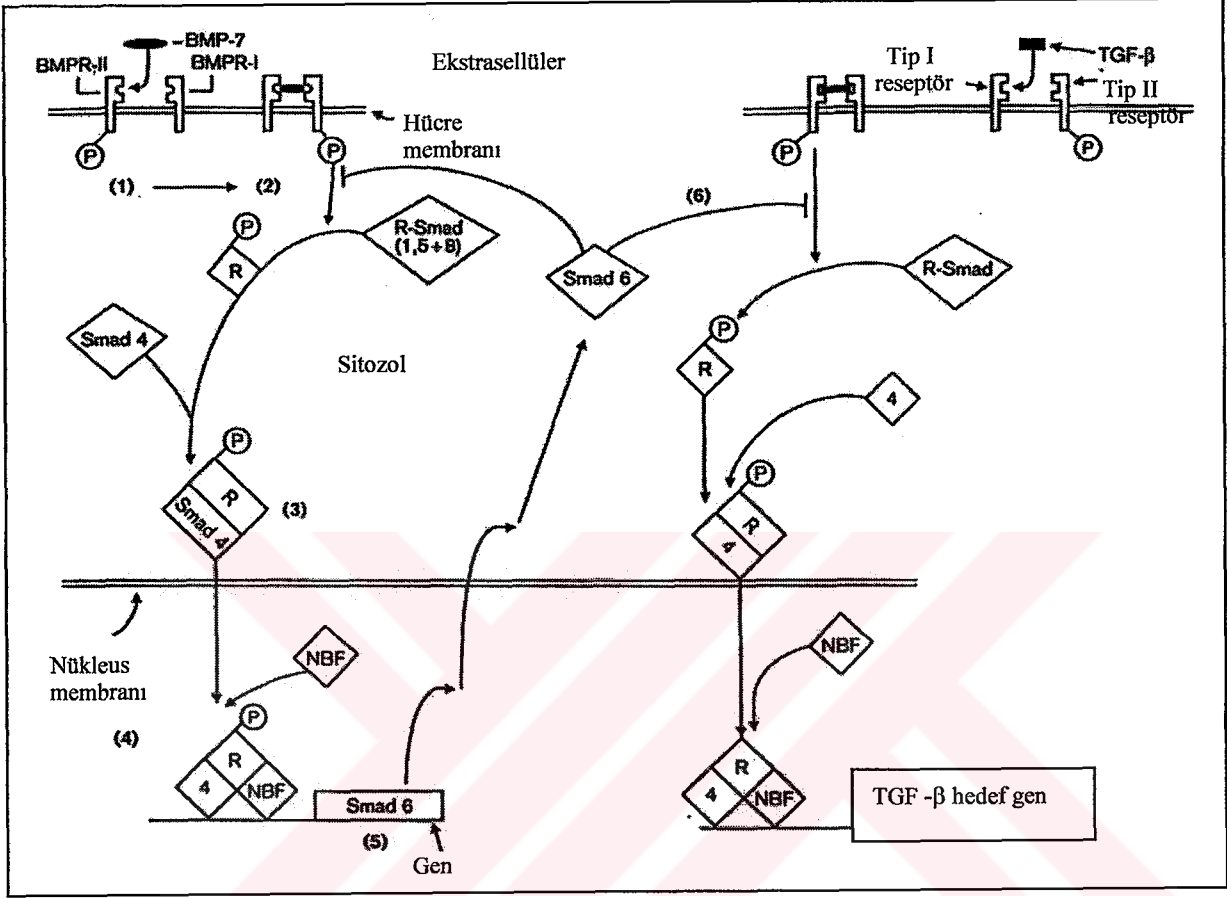 BMP-7
BMPR-II
BMPR-I
Ekstrasellüler
Tip I
reseptör
TGF-β
Tip II
reseptör
Hücre
membranı
P
P
P
P
(1)
(2)
(6)
P
R
R-Smad
(1,5+8)
Smad 6
R-Smad
Smad 4
Sitozol
P
R
4
P
R
Smad 4
(3)
P
R
4
Nükleus
membranı
NBF
NBF
(4)
P
R
4
NBF
Smad 6
(5)
Gen
R
4
NBF
TGF -β hedef gen